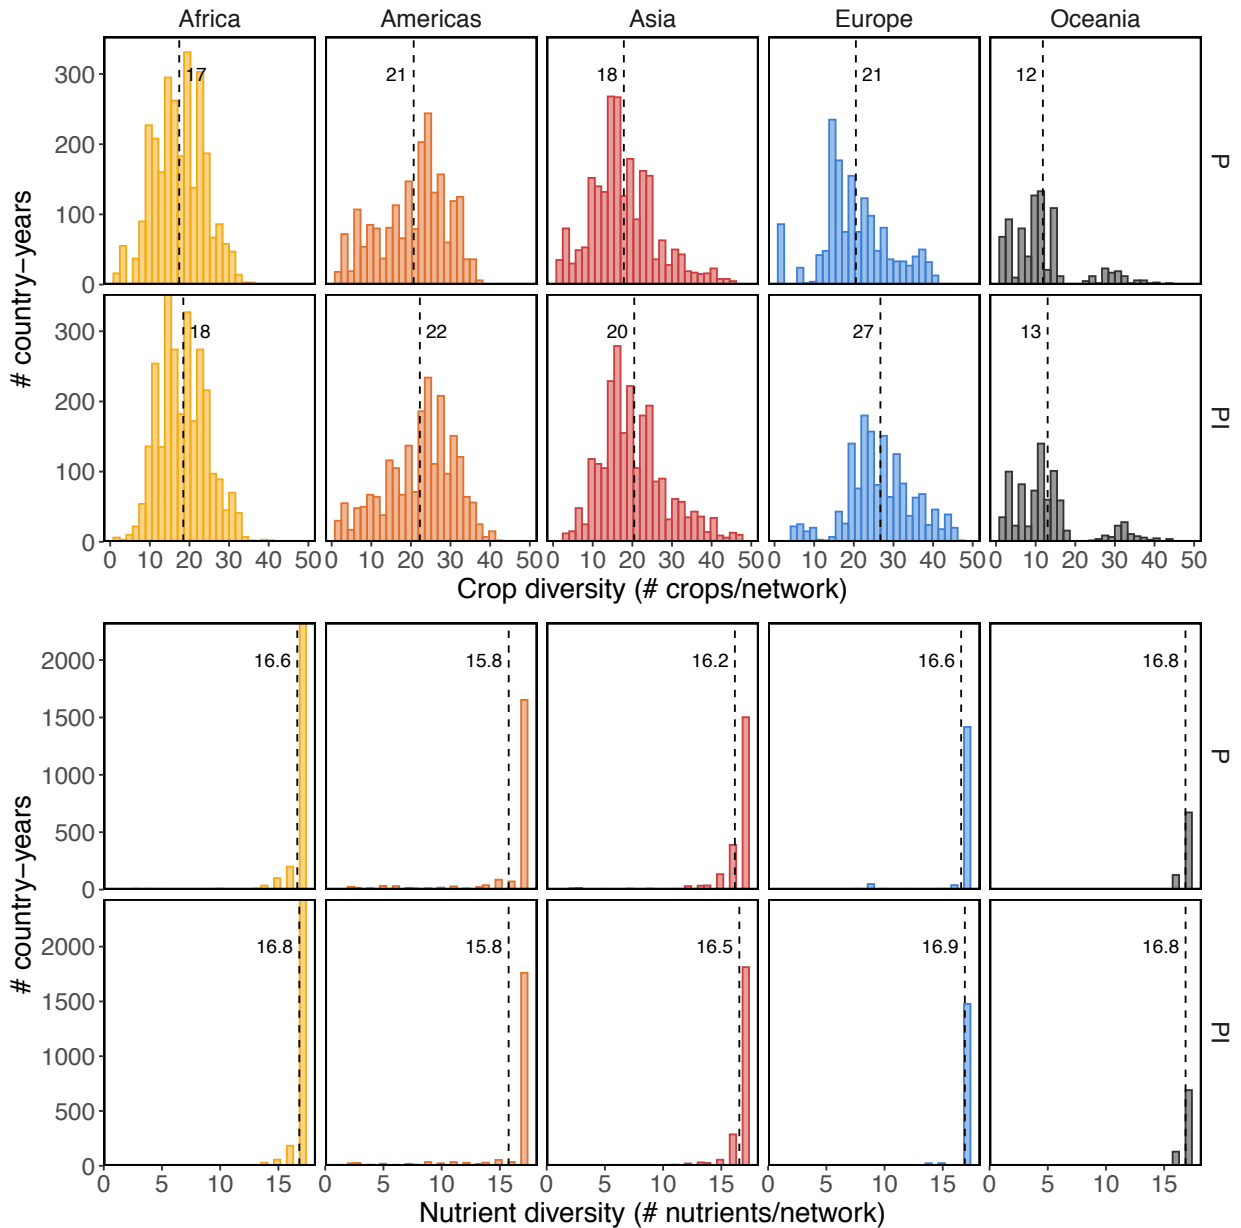 Africa Americas Asia Europe Oceania
300 17 21 18 21 12
200
100
0
P
# country–years
300 18 22 20 27 13
200
100
0
PI
0 10 20 30 40 50 0 10 20 30 40 50 0 10 20 30 40 50 0 10 20 30 40 50 0 10 20 30 40 50
Crop diversity (# crops/network)
2000 16.6 15.8 16.2 16.6 16.8
1500
1000
500
0
P
# country–years
2000 16.8 15.8 16.5 16.9 16.8
1500
1000
500
0
PI
0 5 10 15 0 5 10 15 0 5 10 15 0 5 10 15 0 5 10 15
Nutrient diversity (# nutrients/network)